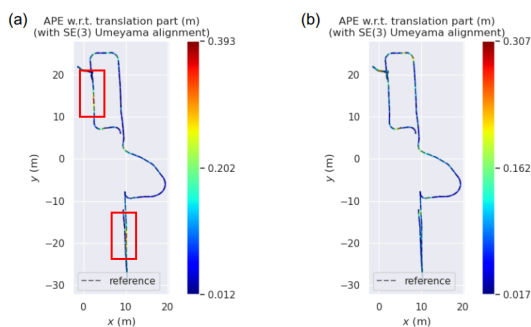 (a)
APE w.r.t. translation part (m)
(with SE(3) Umeyama alignment)
0.393
0.202
0.012
20
10
0
−10
−20
−30
y (m)
0
10
20
x (m)
reference
(b)
APE w.r.t. translation part (m)
(with SE(3) Umeyama alignment)
0.307
0.162
0.017
20
10
0
−10
−20
−30
y (m)
0
10
20
x (m)
reference